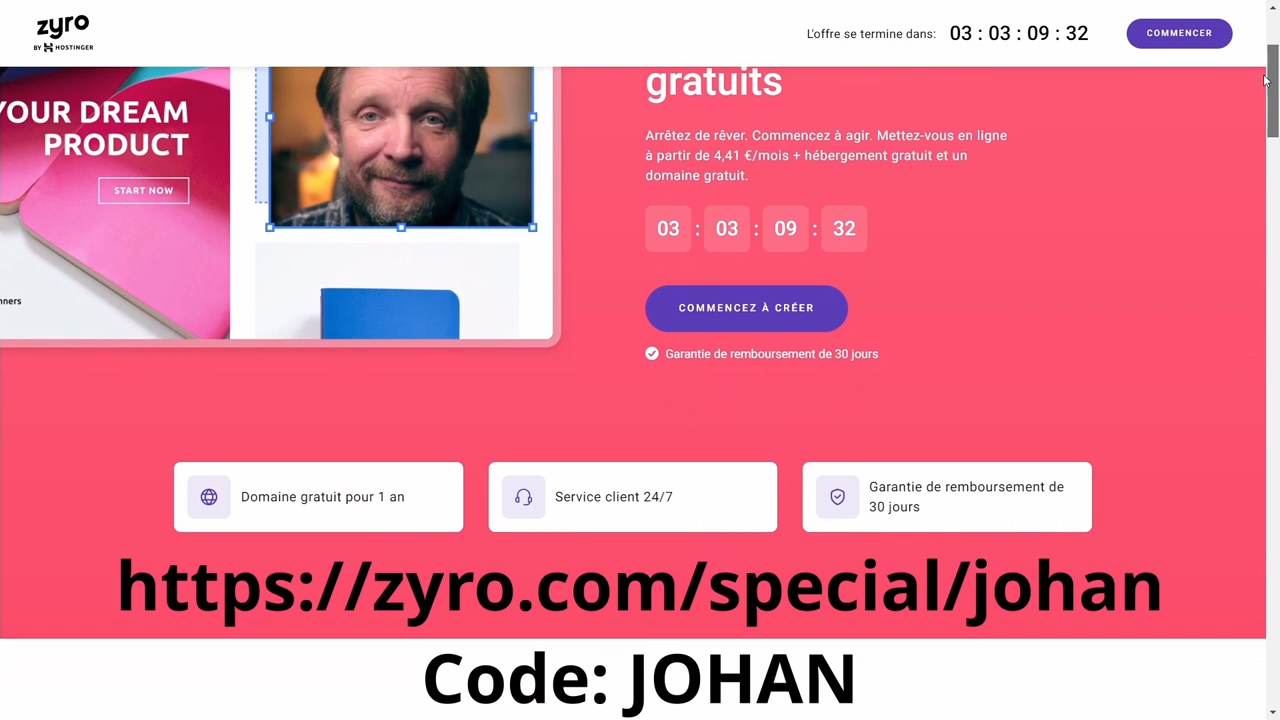 zyro
BY HOSTINGER
L'offre se termine dans: 03 : 03 : 09 : 32
COMMENCER
YOUR DREAM
PRODUCT
START NOW
gratuits
Arrêtez de rêver. Commencez à agir. Mettez-vous en ligne
à partir de 4,41 €/mois + hébergement gratuit et un
domaine gratuit.
03 : 03 : 09 : 32
COMMENCEZ À CRÉER
Garantie de remboursement de 30 jours
Domaine gratuit pour 1 an
Service client 24/7
Garantie de remboursement de
30 jours
https://zyro.com/special/johan
Code: JOHAN